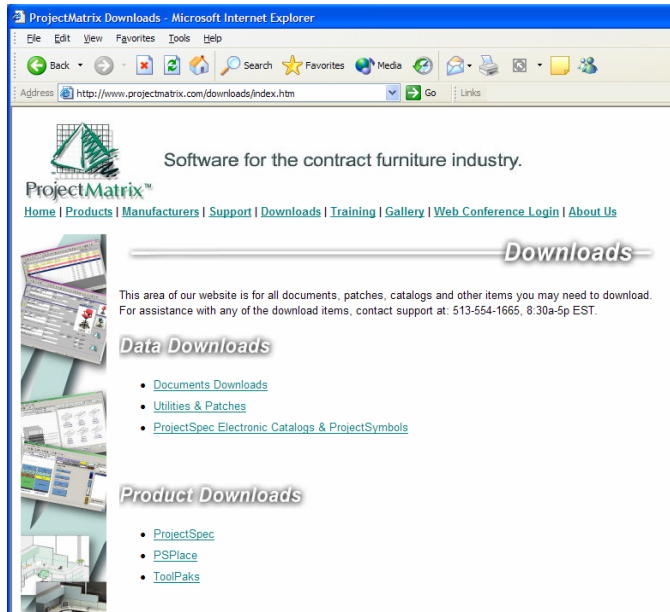 ProjectMatrix Downloads - Microsoft Internet Explorer
File Edit View Favorites Tools Help
Back Search Favorites Media
Address http://www.projectmatrix.com/downloads/index.htm Go Links
Software for the contract furniture industry.
ProjectMatrix™
Home | Products | Manufacturers | Support | Downloads | Training | Gallery | Web Conference Login | About Us
Downloads
This area of our website is for all documents, patches, catalogs and other items you may need to download.
For assistance with any of the download items, contact support at: 513-554-1665, 8:30a-5p EST.
Data Downloads
• Documents Downloads
• Utilities & Patches
• ProjectSpec Electronic Catalogs & ProjectSymbols
Product Downloads
• ProjectSpec
• PSPlace
• ToolPaks